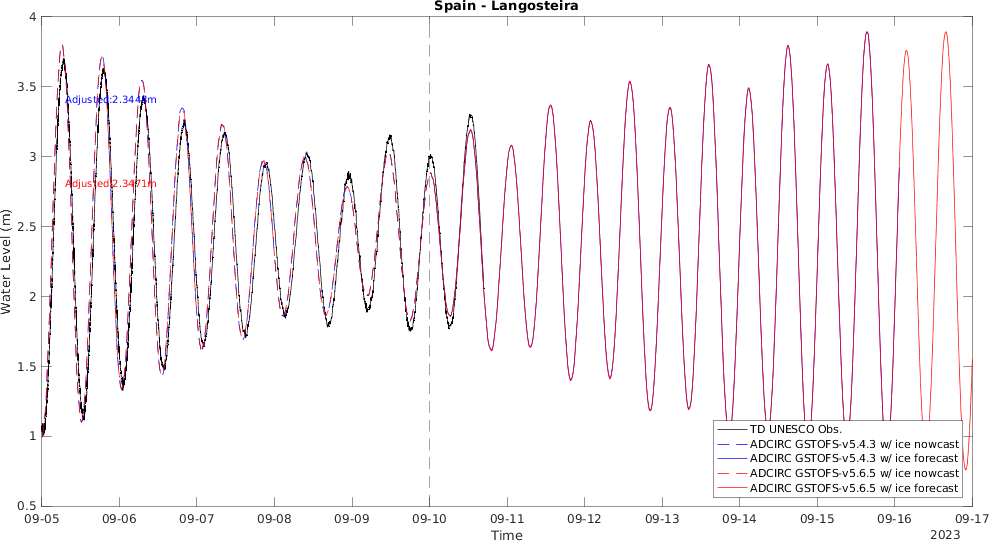 Spain - Langosteira
4
3.5
3
2.5
2
1.5
1
0.5
Water Level (m)
Adjusted:2.3448m
Adjusted:2.3471m
TD UNESCO Obs.
ADCIRC GSTOFS-v5.4.3 w/ ice nowcast
ADCIRC GSTOFS-v5.4.3 w/ ice forecast
ADCIRC GSTOFS-v5.6.5 w/ ice nowcast
ADCIRC GSTOFS-v5.6.5 w/ ice forecast
09-05 09-06 09-07 09-08 09-09 09-10 09-11 09-12 09-13 09-14 09-15 09-16 09-17
Time
2023